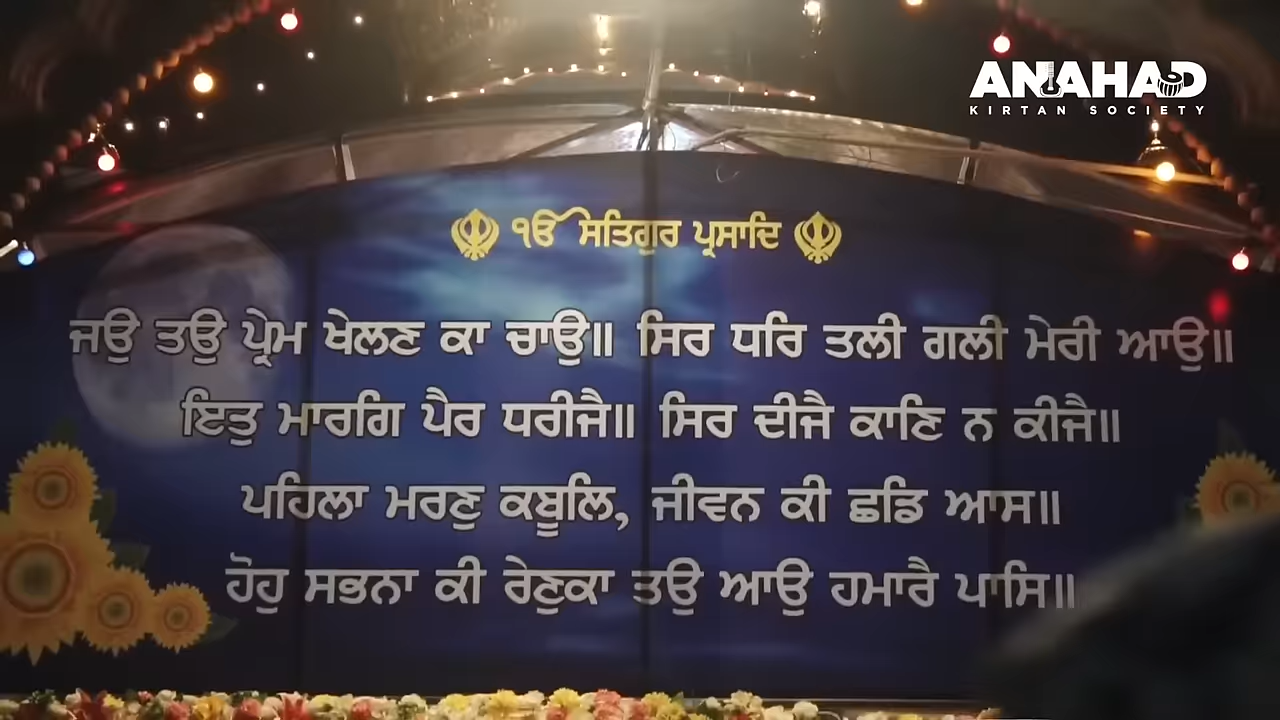 ANAHAD
KIRTAN SOCIETY
ੴ ਸਤਿਗੁਰ ਪ੍ਰਸਾਦਿ
ਜਉ ਤਉ ਪ੍ਰੇਮ ਖੇਲਣ ਕਾ ਚਾਉ॥ ਸਿਰ ਧਰਿ ਤਲੀ ਗਲੀ ਮੇਰੀ ਆਉ॥
ਇਤੁ ਮਾਰਗਿ ਪੈਰ ਧਰੀਜੈ॥ ਸਿਰ ਦੀਜੈ ਕਾਣਿ ਨ ਕੀਜੈ॥
ਪਹਿਲਾ ਮਰਣੁ ਕਬੂਲਿ, ਜੀਵਨ ਕੀ ਛਡਿ ਆਸ॥
ਹੋਹੁ ਸਭਨਾ ਕੀ ਰੇਣੁਕਾ ਤਉ ਆਉ ਹਮਾਰੈ ਪਾਸਿ॥